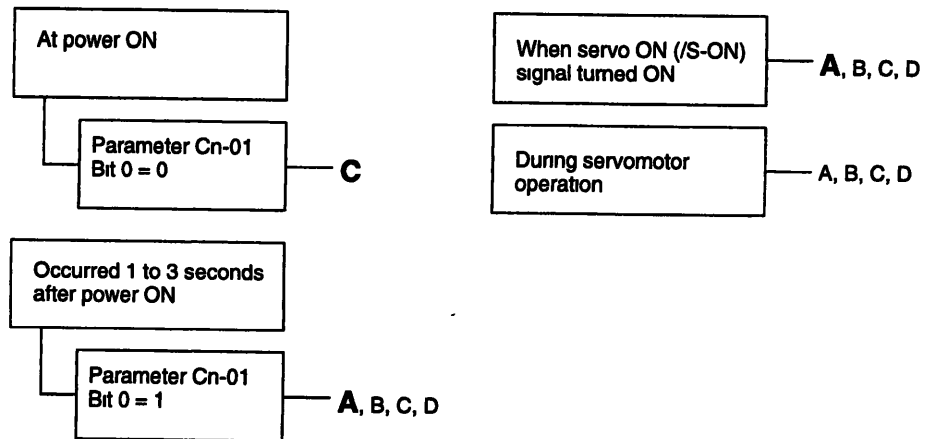 At power ON
Parameter Cn-01
Bit 0 = 0
C
Occurred 1 to 3 seconds
after power ON
Parameter Cn-01
Bit 0 = 1
A, B, C, D
When servo ON (/S-ON)
signal turned ON
A, B, C, D
During servomotor
operation
A, B, C, D